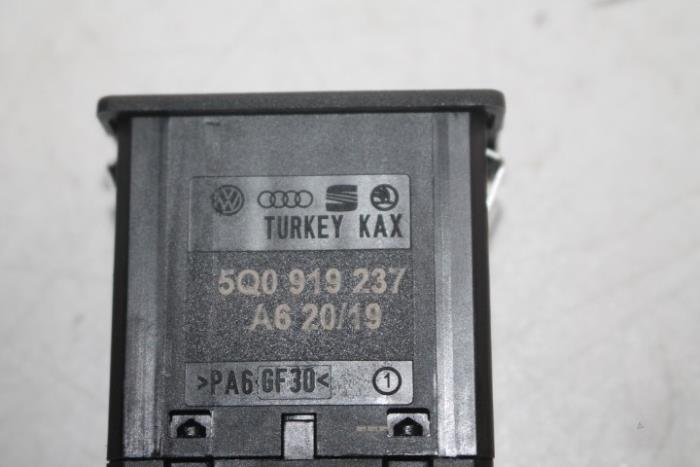 TURKEY KAX
5Q0 919 237
A6 20/19
>PA6 GF30< 1